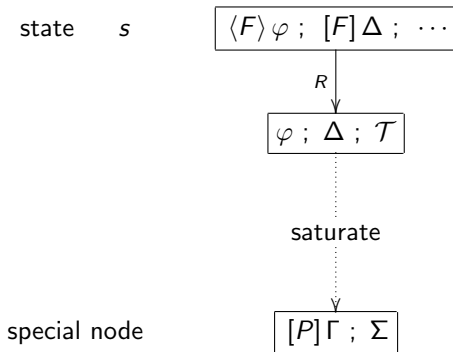 state s ⟨F⟩φ ; [F]Δ ; ⋯
R
φ ; Δ ; 𝒯
saturate
special node [P]Γ ; Σ